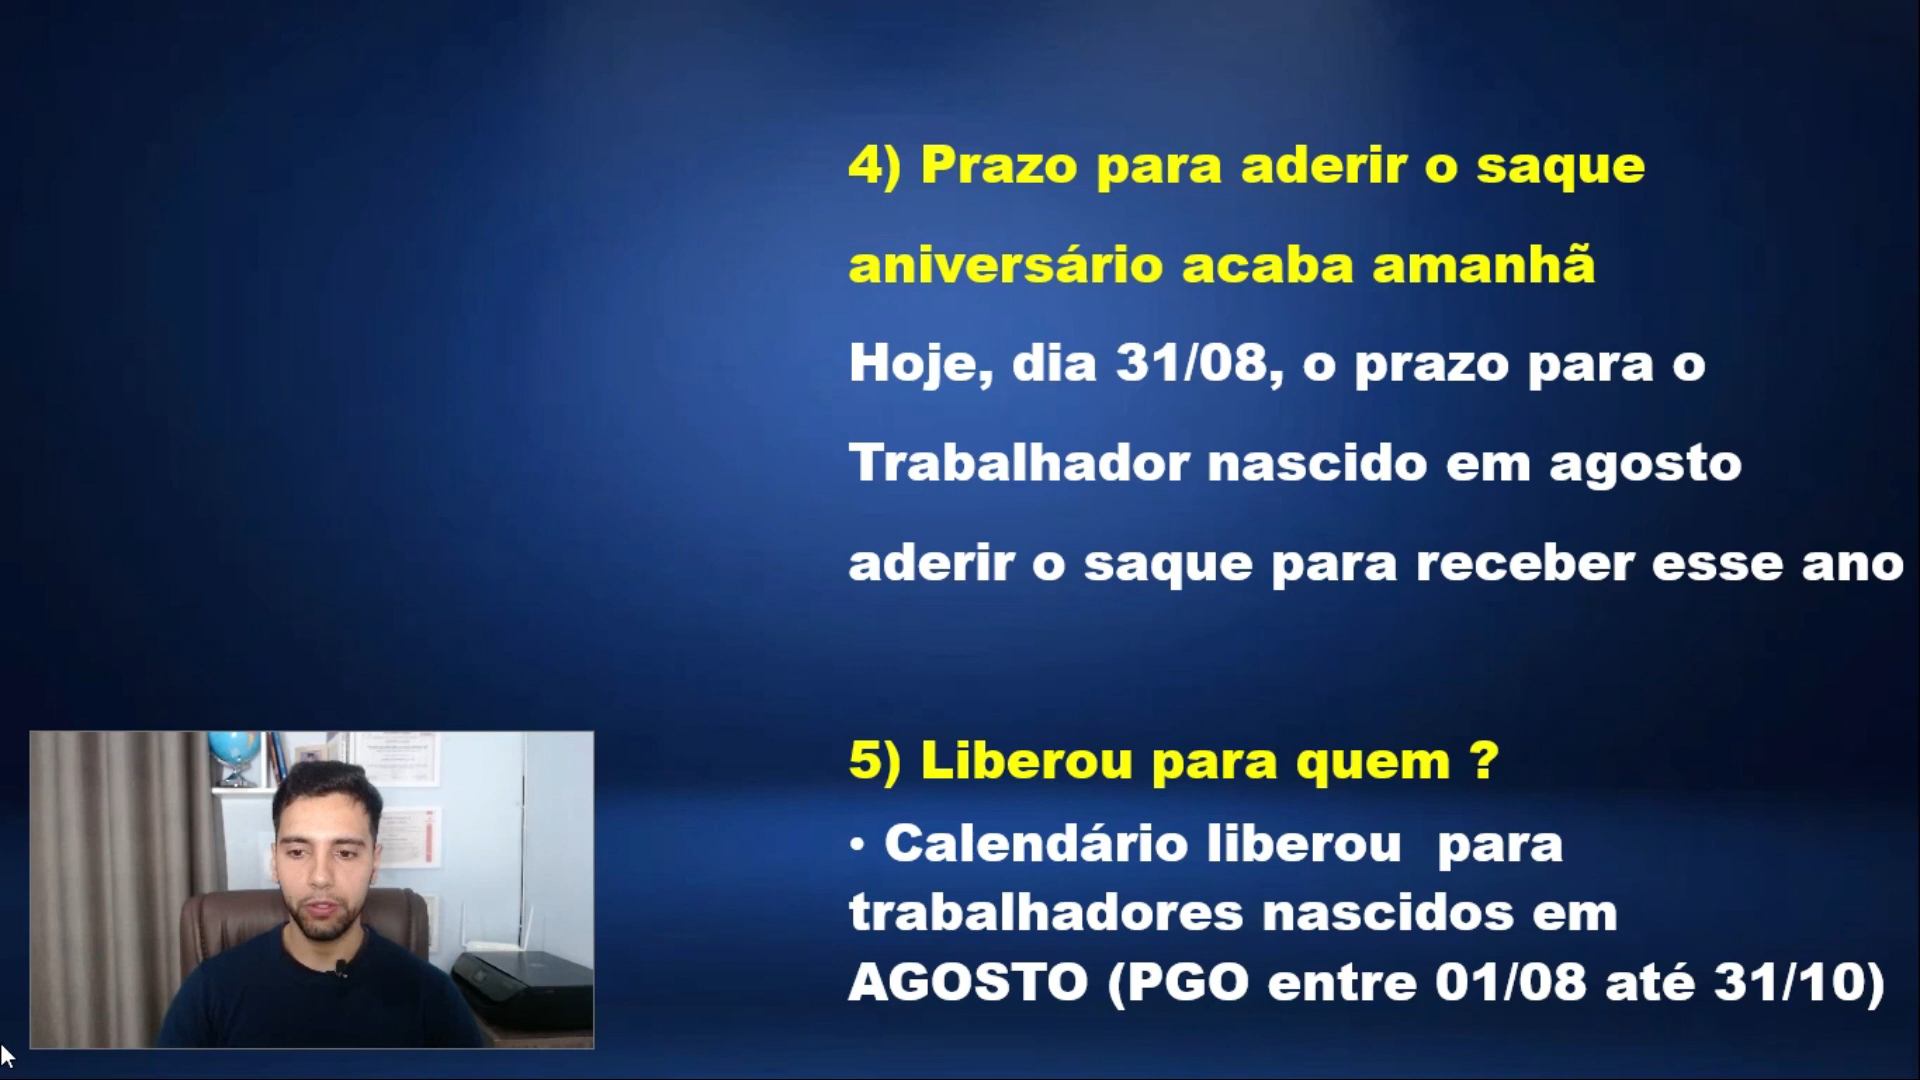 4) Prazo para aderir o saque
aniversário acaba amanhã
Hoje, dia 31/08, o prazo para o
Trabalhador nascido em agosto
aderir o saque para receber esse ano
5) Liberou para quem ?
• Calendário liberou  para
trabalhadores nascidos em
AGOSTO (PGO entre 01/08 até 31/10)